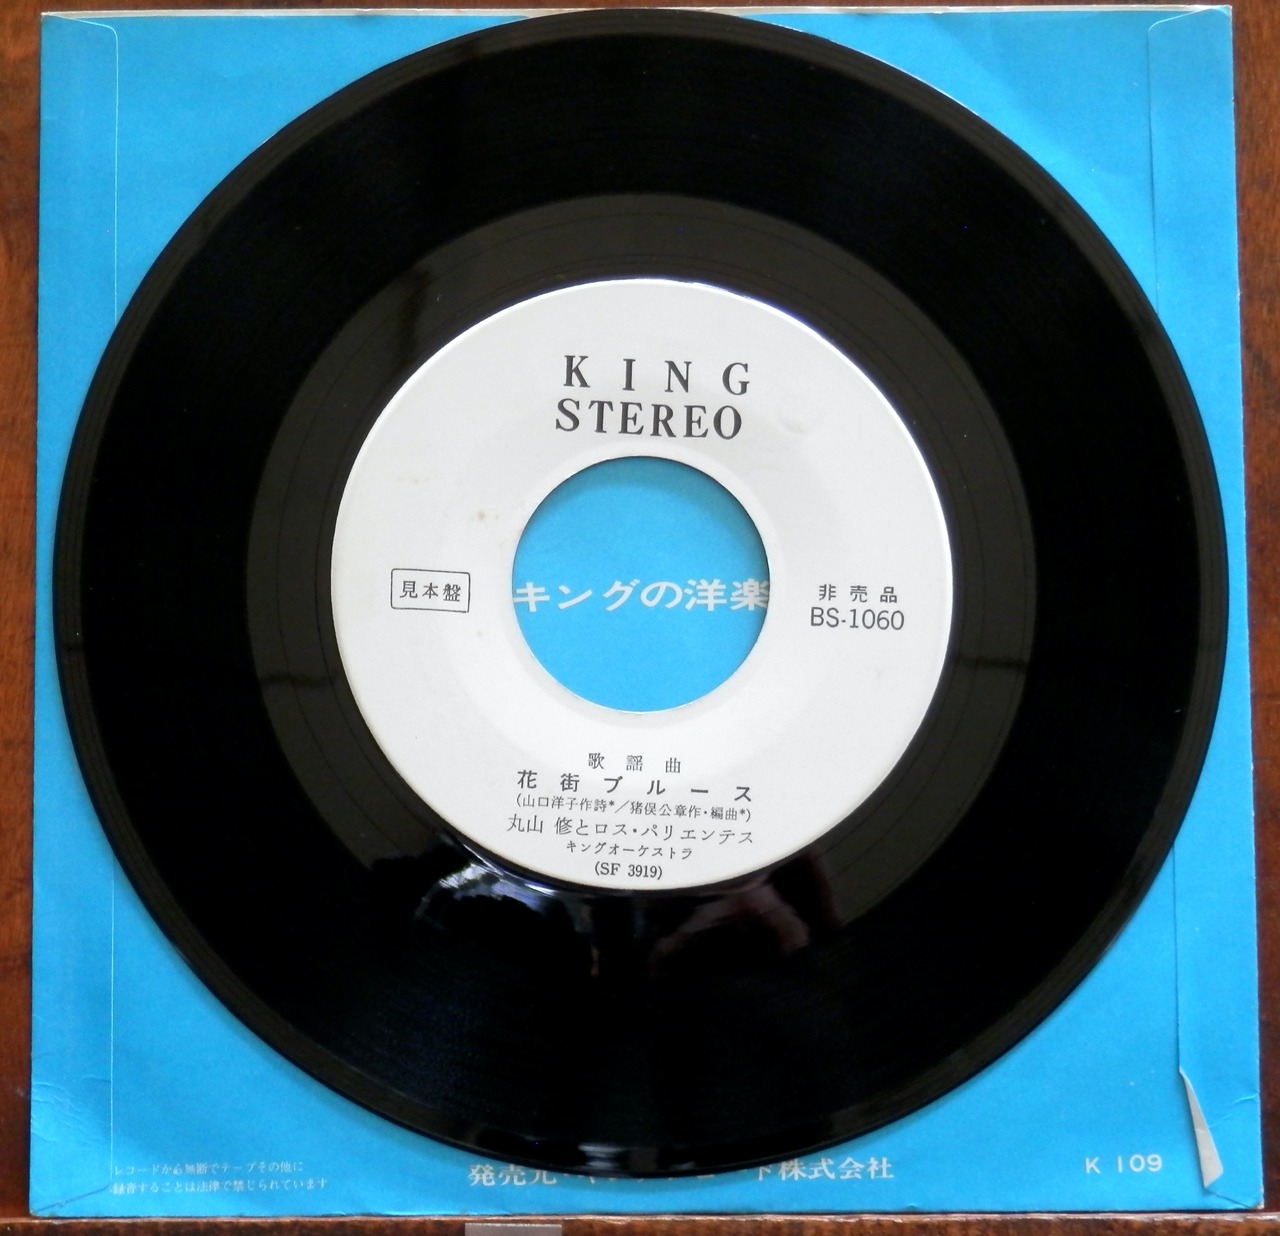 KING
STEREO
見本盤
キングの洋楽
非売品
BS-1060
歌謡曲
花街ブルース
(山口洋子作詩*/猪俣公章作・編曲*)
丸山 修とロス・パリエンテス
キングオーケストラ
(SF 3919)
レコードから無断でテープその他に
録音することは法律で禁じられています
発売元 株式会社
K 109